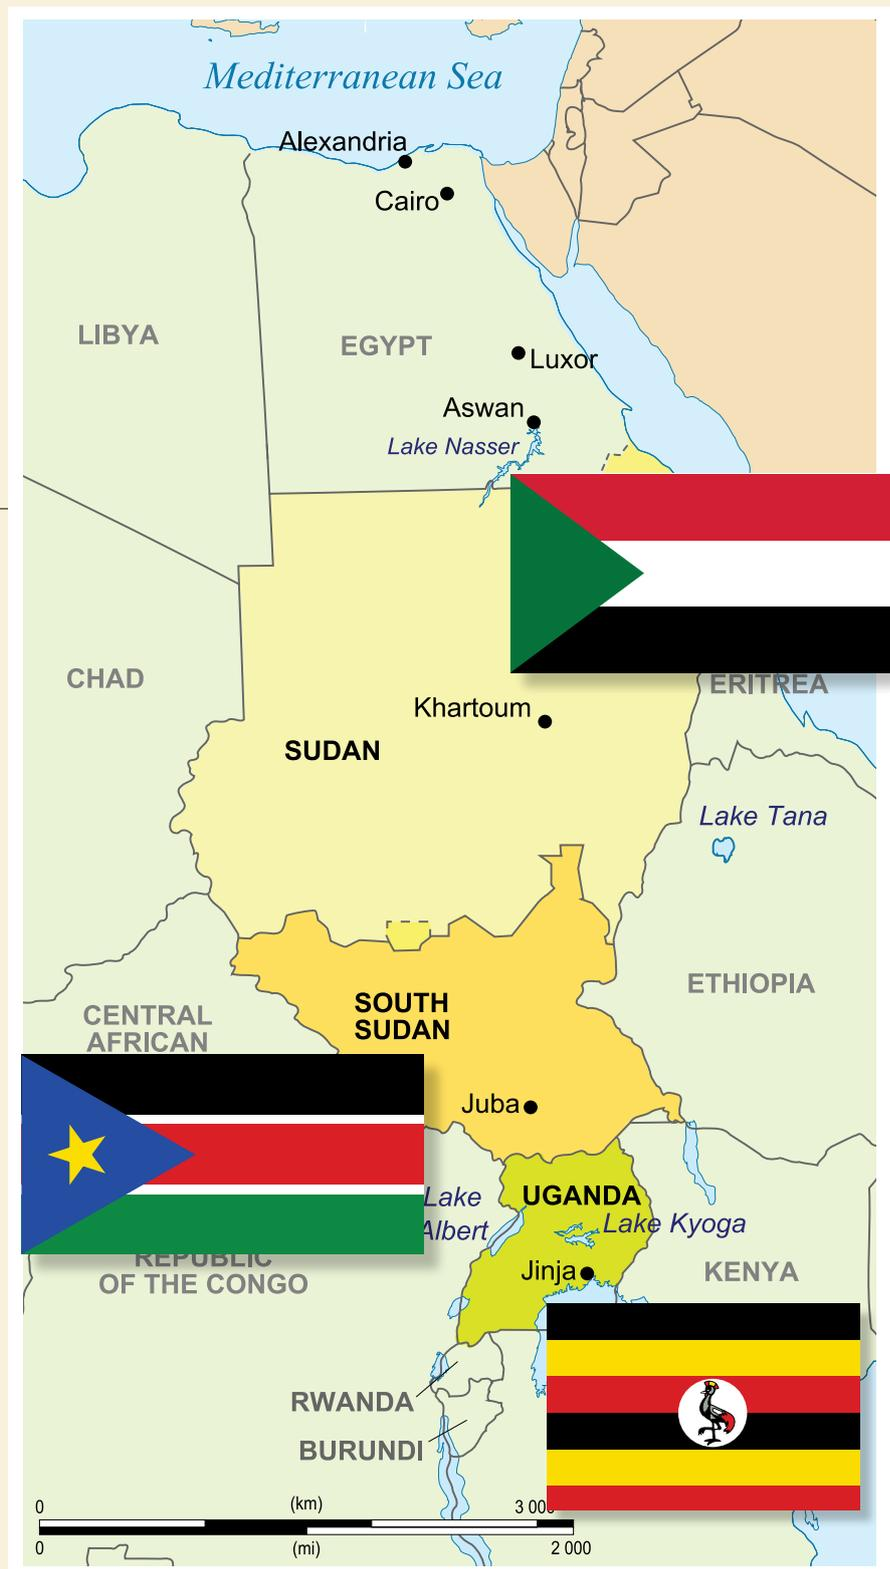 Mediterranean Sea
Alexandria
Cairo
LIBYA
EGYPT
Luxor
Aswan
Lake Nasser
CHAD
ERITREA
Khartoum
SUDAN
Lake Tana
ETHIOPIA
SOUTH
SUDAN
CENTRAL
AFRICAN
Juba
Lake
Albert
UGANDA
Lake Kyoga
REPUBLIC
OF THE CONGO
Jinja
KENYA
RWANDA
BURUNDI
0 (km) 3 000
0 (mi) 2 000